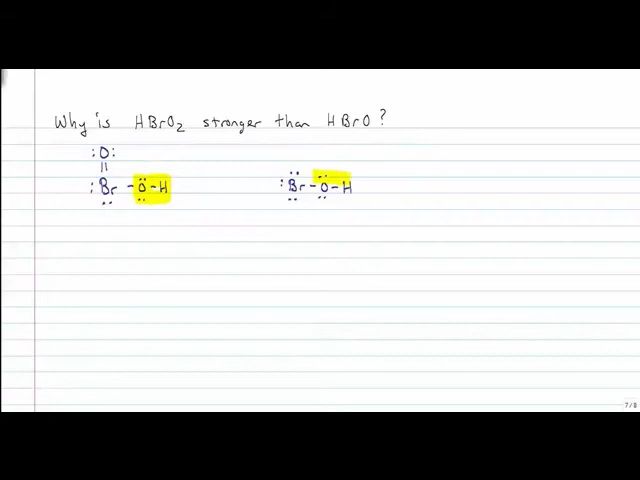 Why is HBrO₂ stronger than HBrO?
:O:
||
:Br-O-H :Br-O-H
7/8